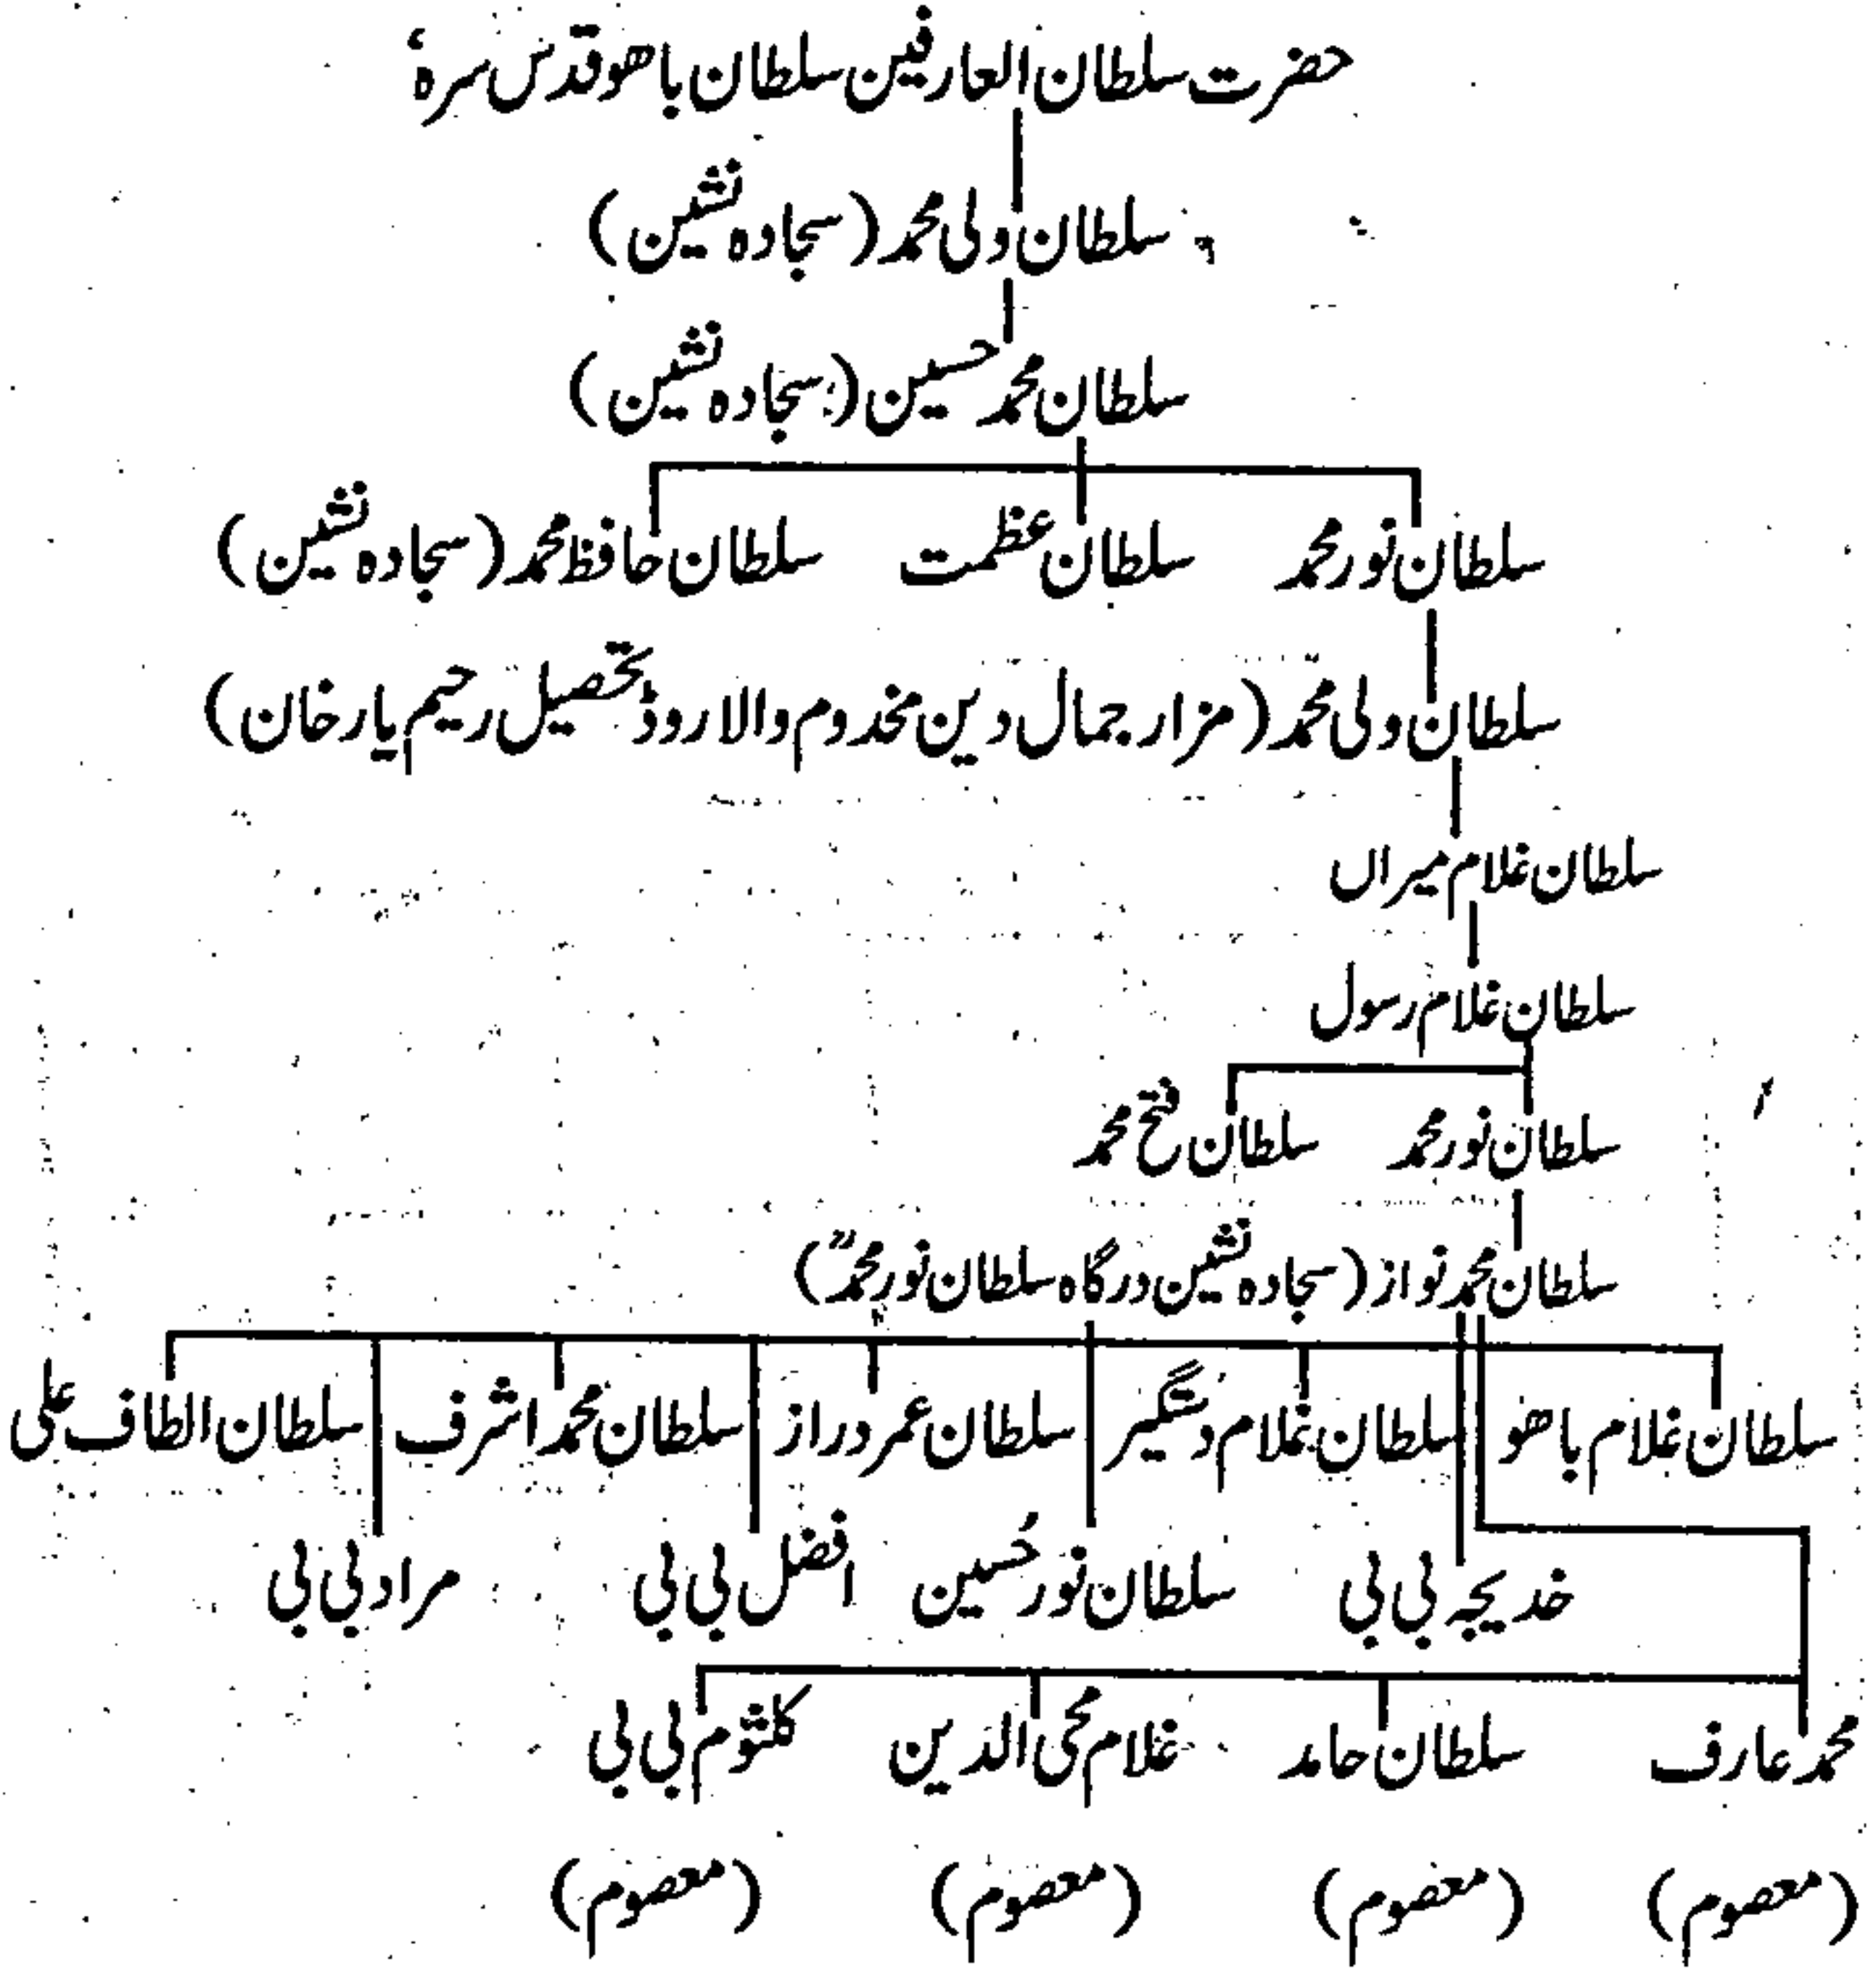 حضرت سلطان العارفین سلطان باھو قدس سرہ،
سلطان ولی محمد (سجادہ نشین)
سلطان محمد حسین (سجادہ نشین)
سلطان نور محمد سلطان عظمت سلطان حافظ محمد (سجادہ نشین)
سلطان ولی محمد (مزار جمال دین مخدوم والا روڈ تحصیل رحیم یار خان)
سلطان غلام میراں
سلطان غلام رسول
سلطان نور محمد سلطان فتح محمد
سلطان محمد نواز (سجادہ نشین درگاہ سلطان نور محمدؒ)
سلطان غلام باھو سلطان غلام دستگیر سلطان عمر دراز سلطان محمد اشرف سلطان الطاف علی
خدیجہ بی بی سلطان نور حُسین افضل بی بی مراد بی بی
محمد عارف سلطان حامد غلام محی الدین کلثوم بی بی
(معصوم) (معصوم) (معصوم) (معصوم)